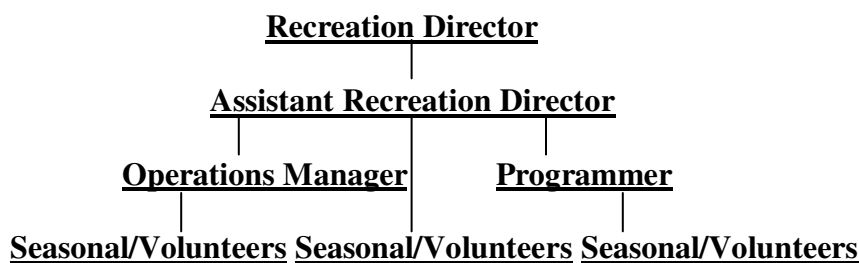 Recreation Director
Assistant Recreation Director
Operations Manager Programmer
Seasonal/Volunteers Seasonal/Volunteers Seasonal/Volunteers